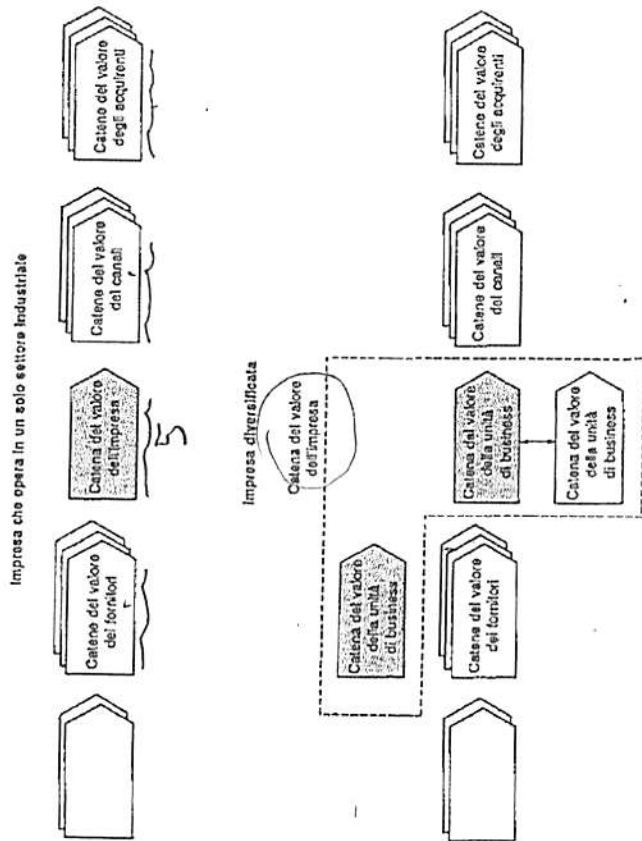 Impresa che opera in un solo settore industriale
Catene del valore
dei fornitori
Catena del valore
dell'impresa
Catene del valore
dei canali
Catene del valore
degli acquirenti
Impresa diversificata
Catena del valore
dell'impresa
Catena del valore
della unità
di business
Catene del valore
dei fornitori
Catena del valore
della unità
di business
Catena del valore
della unità
di business
Catene del valore
dei canali
Catene del valore
degli acquirenti